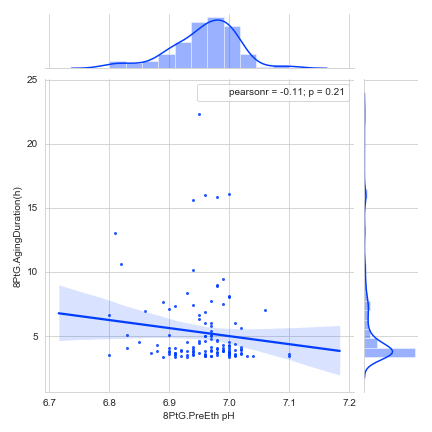 25
pearsonr = -0.11; p = 0.21
20
15
10
5
8PtG.AgingDuration(h)
6.7 6.8 6.9 7.0 7.1 7.2
8PtG.PreEth pH